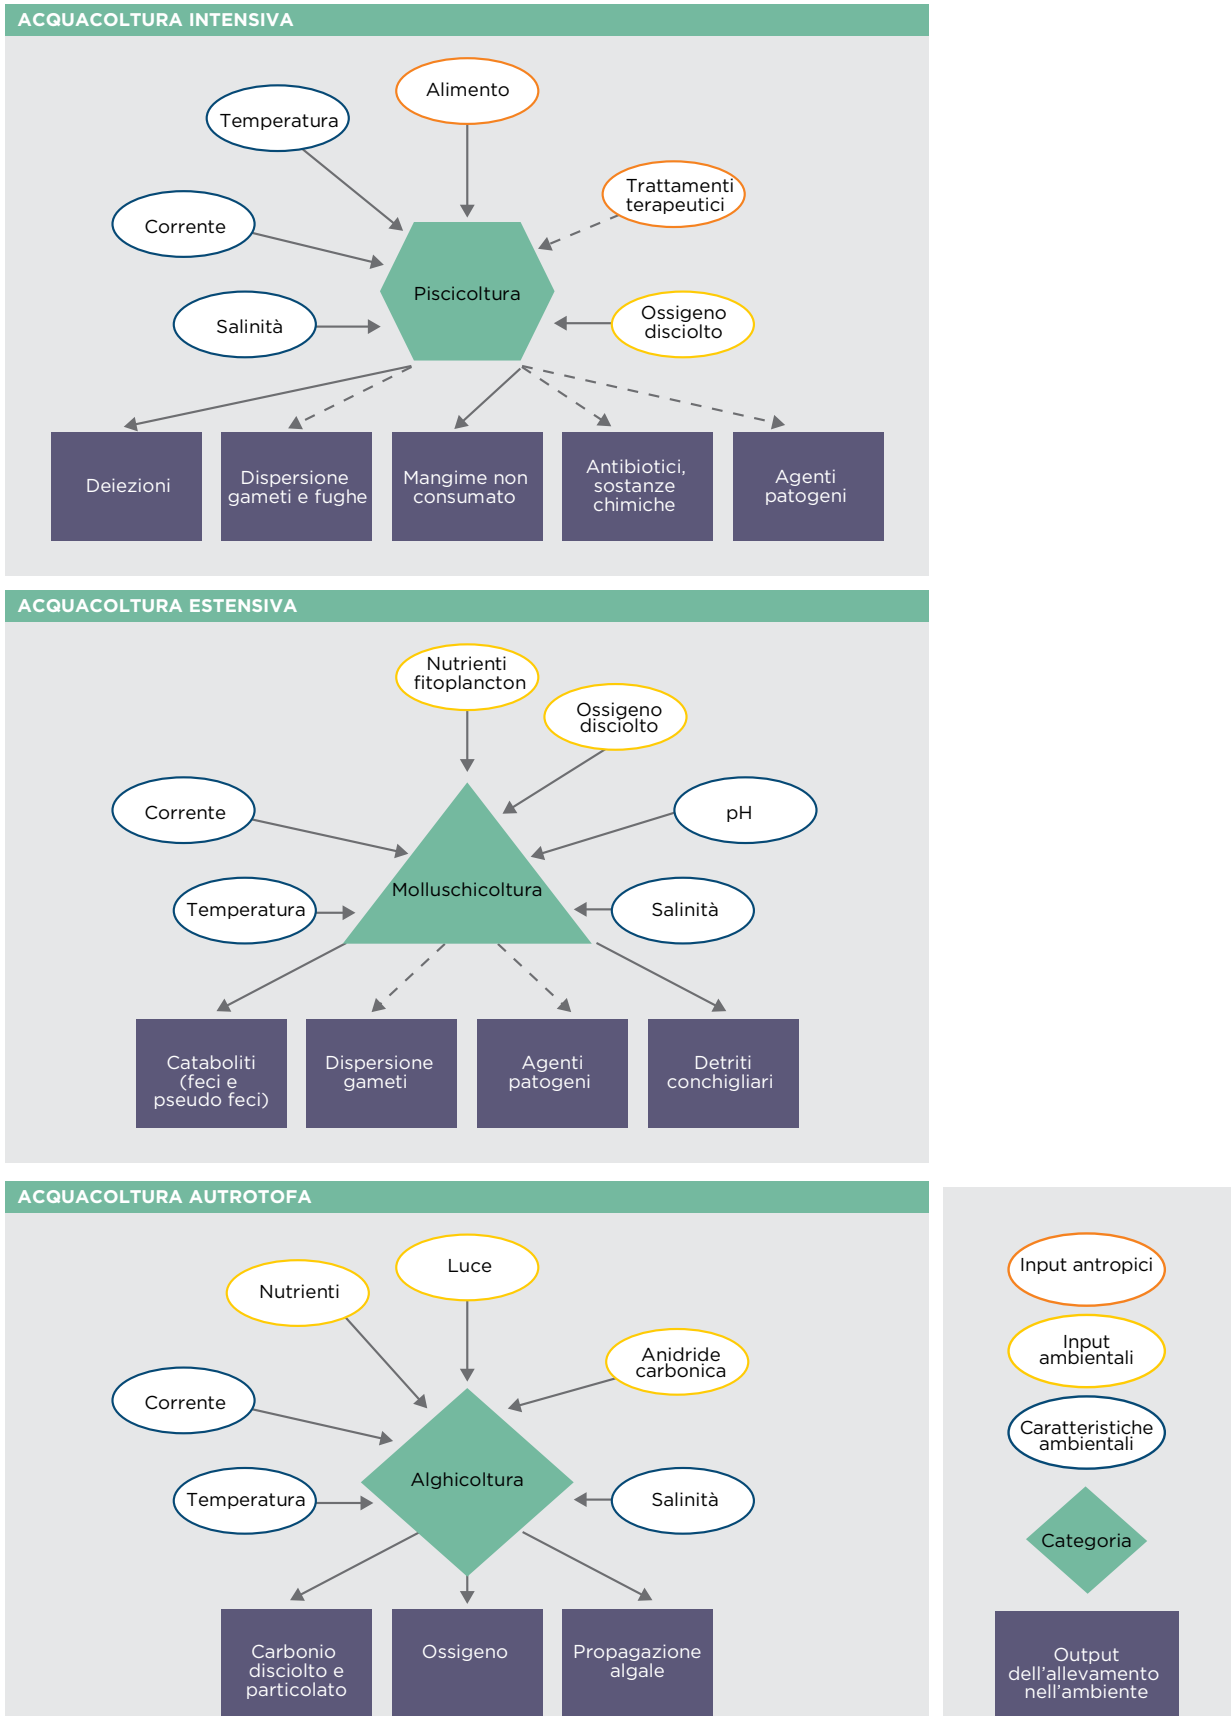 ACQUACOLTURA INTENSIVA
Alimento
Temperatura
Trattamenti
terapeutici
Corrente
Piscicoltura
Ossigeno
disciolto
Salinità
Deiezioni
Dispersione
gameti e fughe
Mangime non
consumato
Antibiotici,
sostanze
chimiche
Agenti
patogeni
ACQUACOLTURA ESTENSIVA
Nutrienti
fitoplancton
Ossigeno
disciolto
Corrente
pH
Molluschicoltura
Temperatura
Salinità
Cataboliti
(feci e
pseudo feci)
Dispersione
gameti
Agenti
patogeni
Detriti
conchigliari
ACQUACOLTURA AUTROTOFA
Luce
Nutrienti
Anidride
carbonica
Corrente
Alghicoltura
Temperatura
Salinità
Carbonio
disciolto e
particolato
Ossigeno
Propagazione
algale
Input antropici
Input
ambientali
Caratteristiche
ambientali
Categoria
Output
dell'allevamento
nell'ambiente